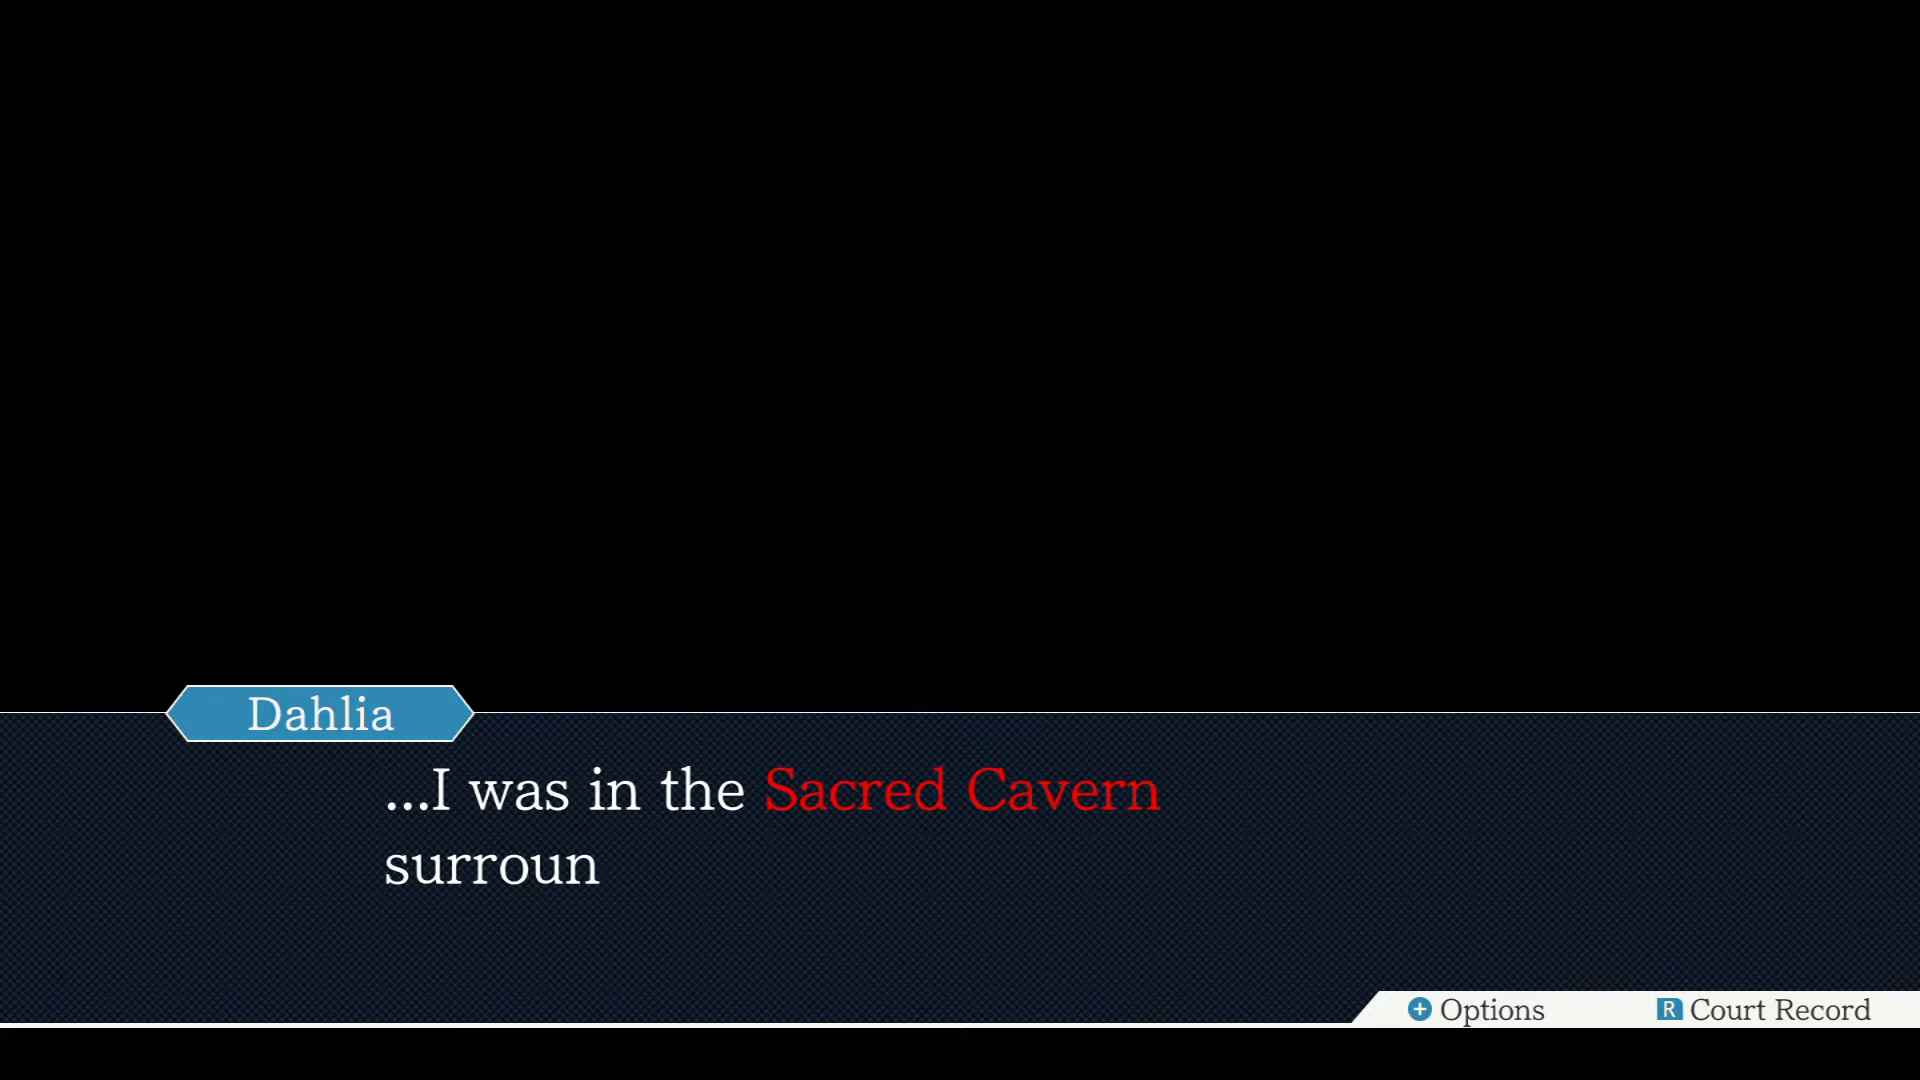 Dahlia
...I was in the Sacred Cavern
surroun
+ Options
R Court Record